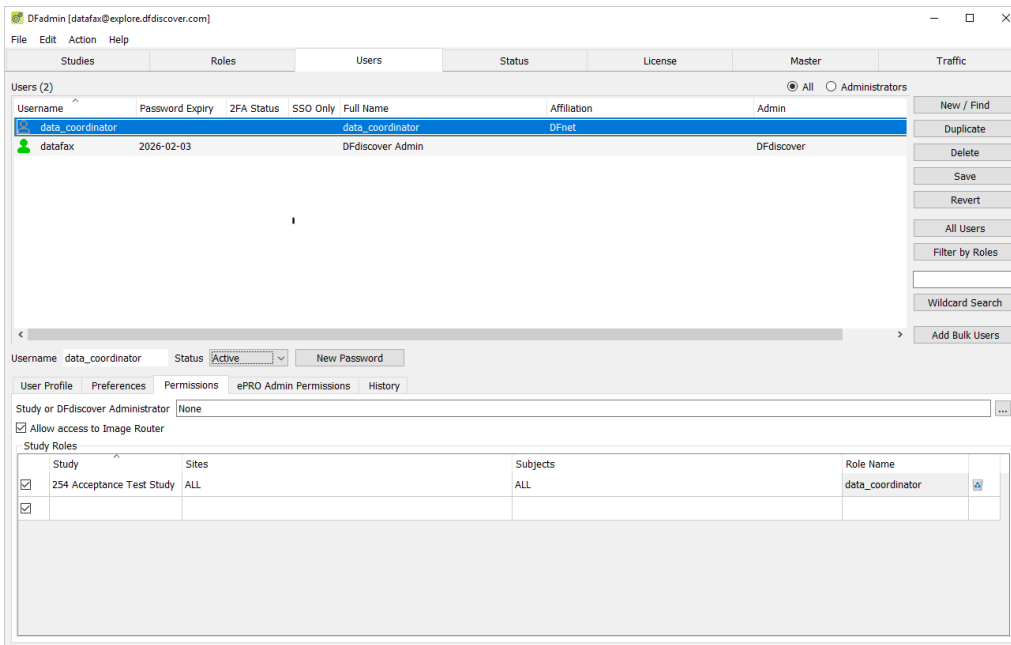 DFadmin [datafax@explore.dfdiscover.com]
File Edit Action Help
Studies Roles Users Status License Master Traffic
Users (2) All Administrators
Username Password Expiry 2FA Status SSO Only Full Name Affiliation Admin
data_coordinator data_coordinator DFnet
datafax 2026-02-03 DFdiscover Admin DFdiscover
New / Find
Duplicate
Delete
Save
Revert
All Users
Filter by Roles
Wildcard Search
Add Bulk Users
Username data_coordinator Status Active New Password
User Profile Preferences Permissions ePRO Admin Permissions History
Study or DFdiscover Administrator None ...
Allow access to Image Router
Study Roles
Study Sites Subjects Role Name
254 Acceptance Test Study ALL ALL data_coordinator